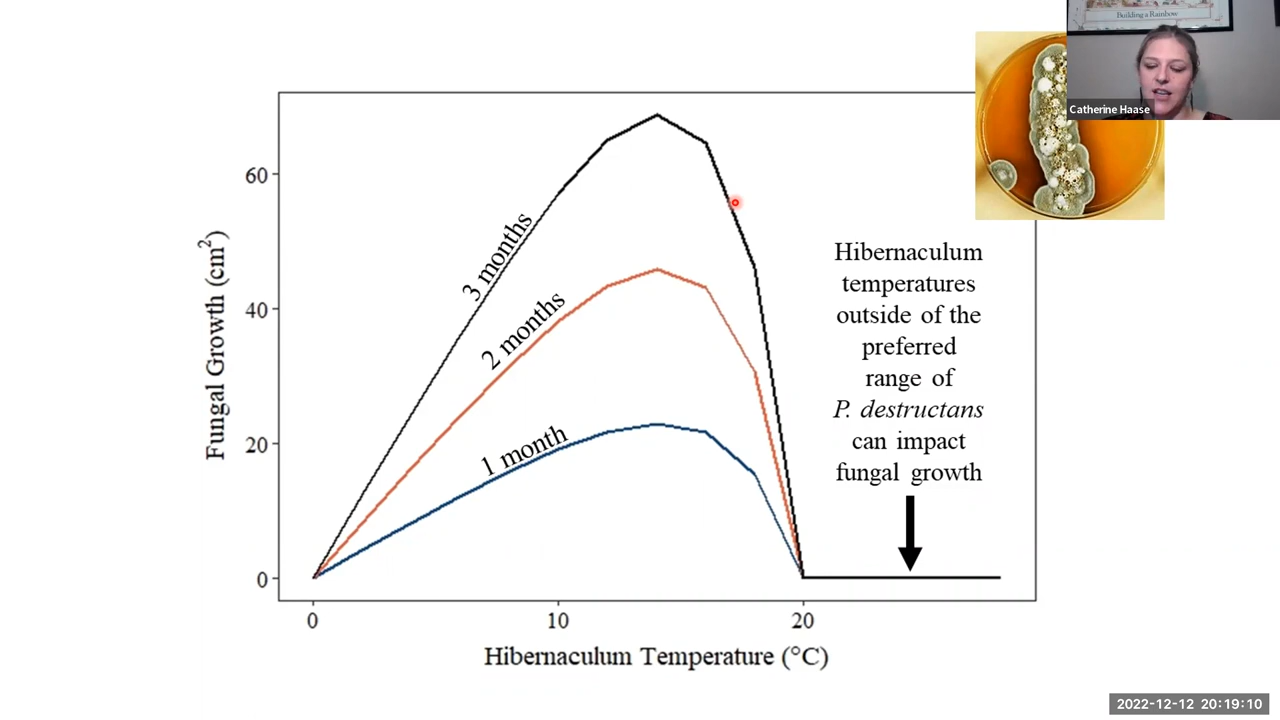 Building a Rainbow
Catherine Haase
60
40
20
0
Fungal Growth (cm²)
3 months
2 months
1 month
Hibernaculum
temperatures
outside of the
preferred
range of
P. destructans
can impact
fungal growth
0
10
20
Hibernaculum Temperature (°C)
2022-12-12 20:19:10